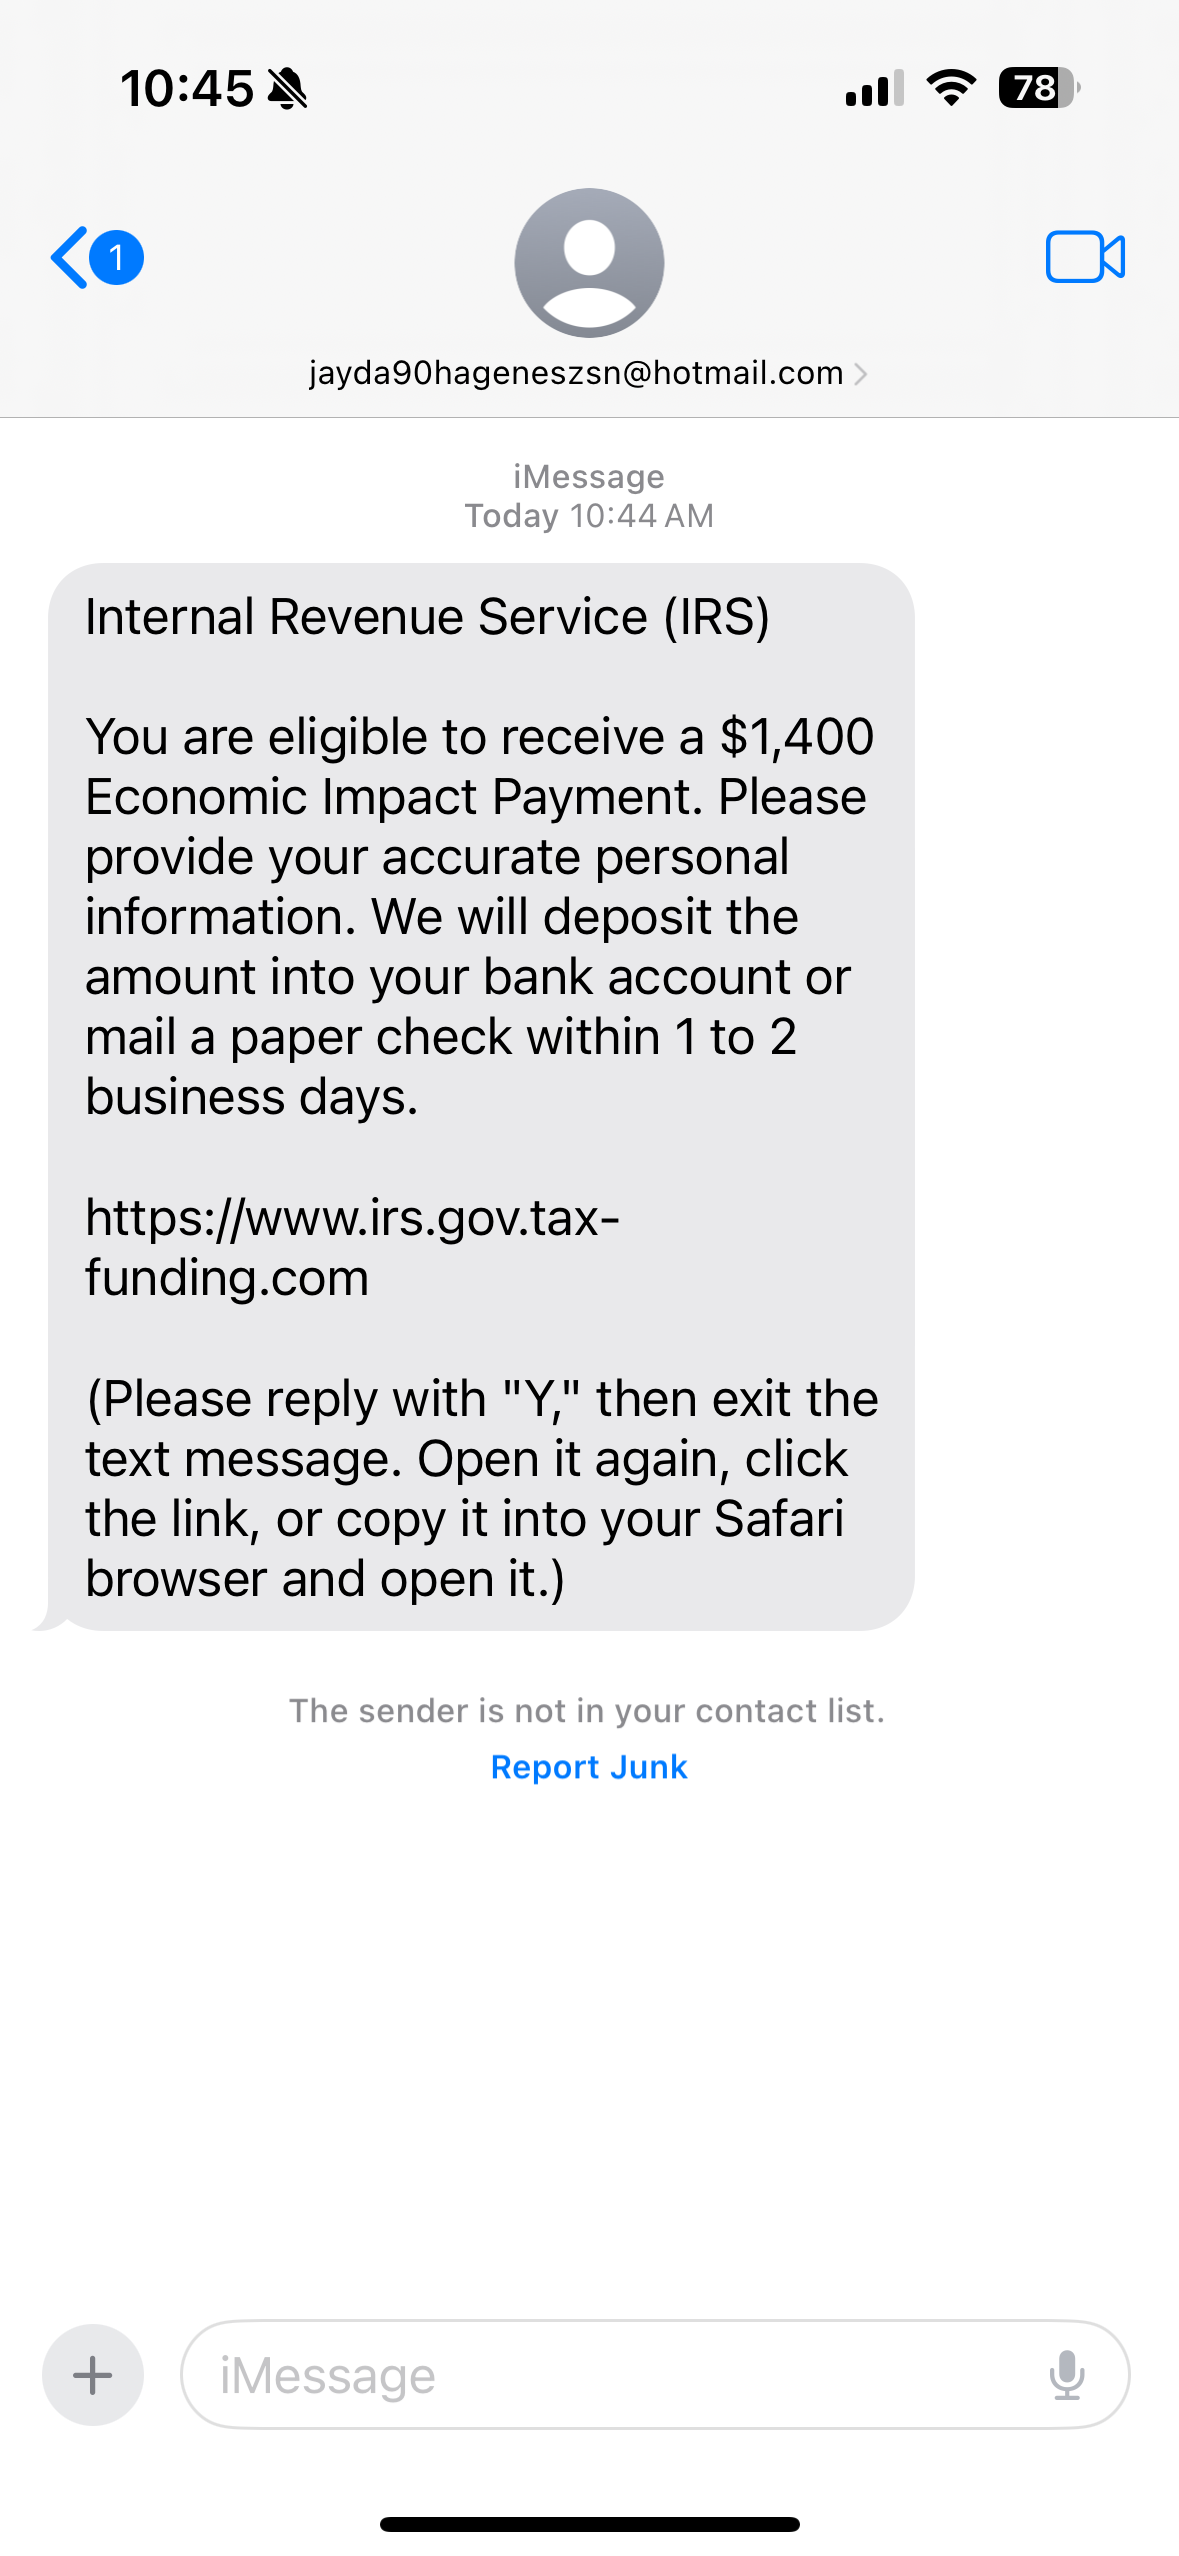 10:45
78
1
jayda90hageneszsn@hotmail.com
iMessage
Today 10:44 AM
Internal Revenue Service (IRS)
You are eligible to receive a $1,400
Economic Impact Payment. Please
provide your accurate personal
information. We will deposit the
amount into your bank account or
mail a paper check within 1 to 2
business days.
https://www.irs.gov.tax-
funding.com
(Please reply with "Y," then exit the
text message. Open it again, click
the link, or copy it into your Safari
browser and open it.)
The sender is not in your contact list.
Report Junk
iMessage